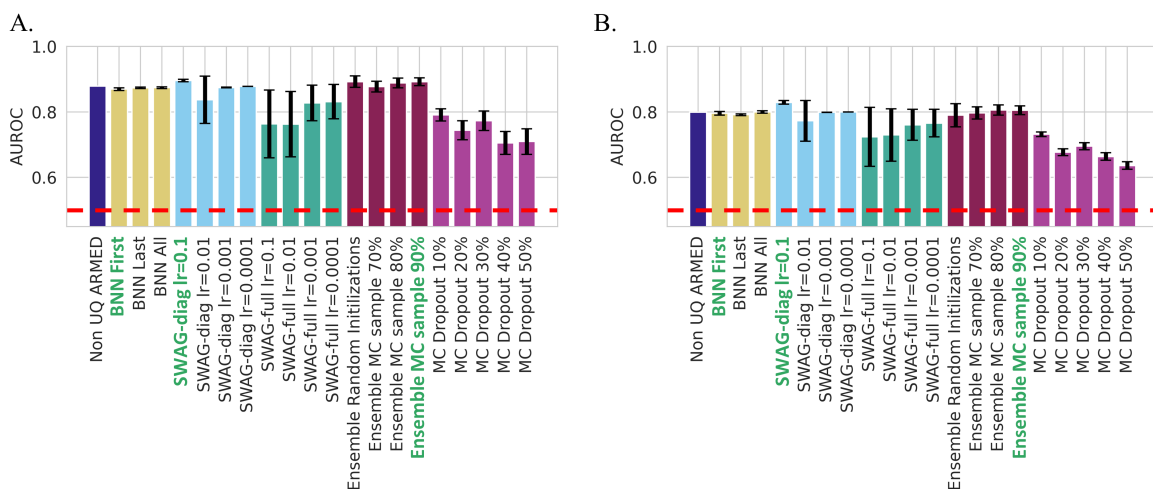 A.
AUROC
1.0
0.8
0.6
Non UQ ARMED
BNN First
BNN Last
BNN All
SWAG-diag lr=0.1
SWAG-diag lr=0.01
SWAG-diag lr=0.001
SWAG-diag lr=0.0001
SWAG-full lr=0.1
SWAG-full lr=0.01
SWAG-full lr=0.001
SWAG-full lr=0.0001
Ensemble Random Initilizations
Ensemble MC sample 70%
Ensemble MC sample 80%
Ensemble MC sample 90%
MC Dropout 10%
MC Dropout 20%
MC Dropout 30%
MC Dropout 40%
MC Dropout 50%
B.
AUROC
1.0
0.8
0.6
Non UQ ARMED
BNN First
BNN Last
BNN All
SWAG-diag lr=0.1
SWAG-diag lr=0.01
SWAG-diag lr=0.001
SWAG-diag lr=0.0001
SWAG-full lr=0.1
SWAG-full lr=0.01
SWAG-full lr=0.001
SWAG-full lr=0.0001
Ensemble Random Initilizations
Ensemble MC sample 70%
Ensemble MC sample 80%
Ensemble MC sample 90%
MC Dropout 10%
MC Dropout 20%
MC Dropout 30%
MC Dropout 40%
MC Dropout 50%